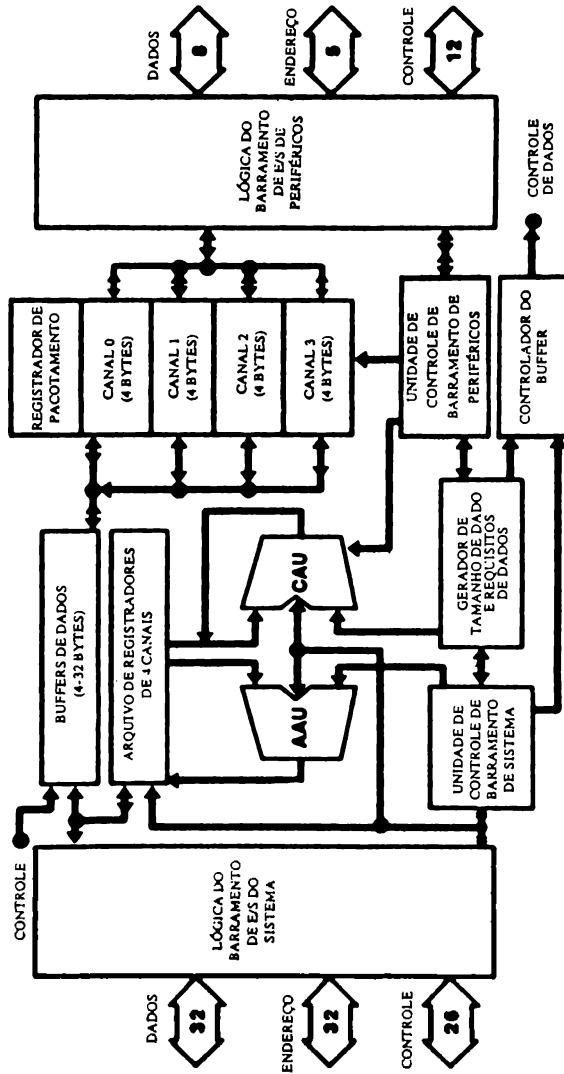 DADOS
32
ENDEREÇO
32
CONTROLE
26
LÓGICA DO
BARRAMENTO
DE E/S DO
SISTEMA
CONTROLE
BUFFERS DE DADOS
(4-32 BYTES)
ARQUIVO DE REGISTRADORES
DE 4 CANAIS
AAU
CAU
UNIDADE DE
CONTROLE DE
BARRAMENTO
DE SISTEMA
GERADOR DE
TAMANHO DE DADO
E REQUISITOS
DE DADOS
REGISTRADOR DE
PACOTAMENTO
CANAL 0
(4 BYTES)
CANAL 1
(4 BYTES)
CANAL 2
(4 BYTES)
CANAL 3
(4 BYTES)
UNIDADE DE
CONTROLE DE
BARRAMENTO DE
PERIFÉRICOS
CONTROLADOR DO
BUFFER
LÓGICA DO
BARRAMENTO
DE E/S DE
PERIFÉRICOS
DADOS
8
ENDEREÇO
5
CONTROLE
12
CONTROLE
DE DADOS